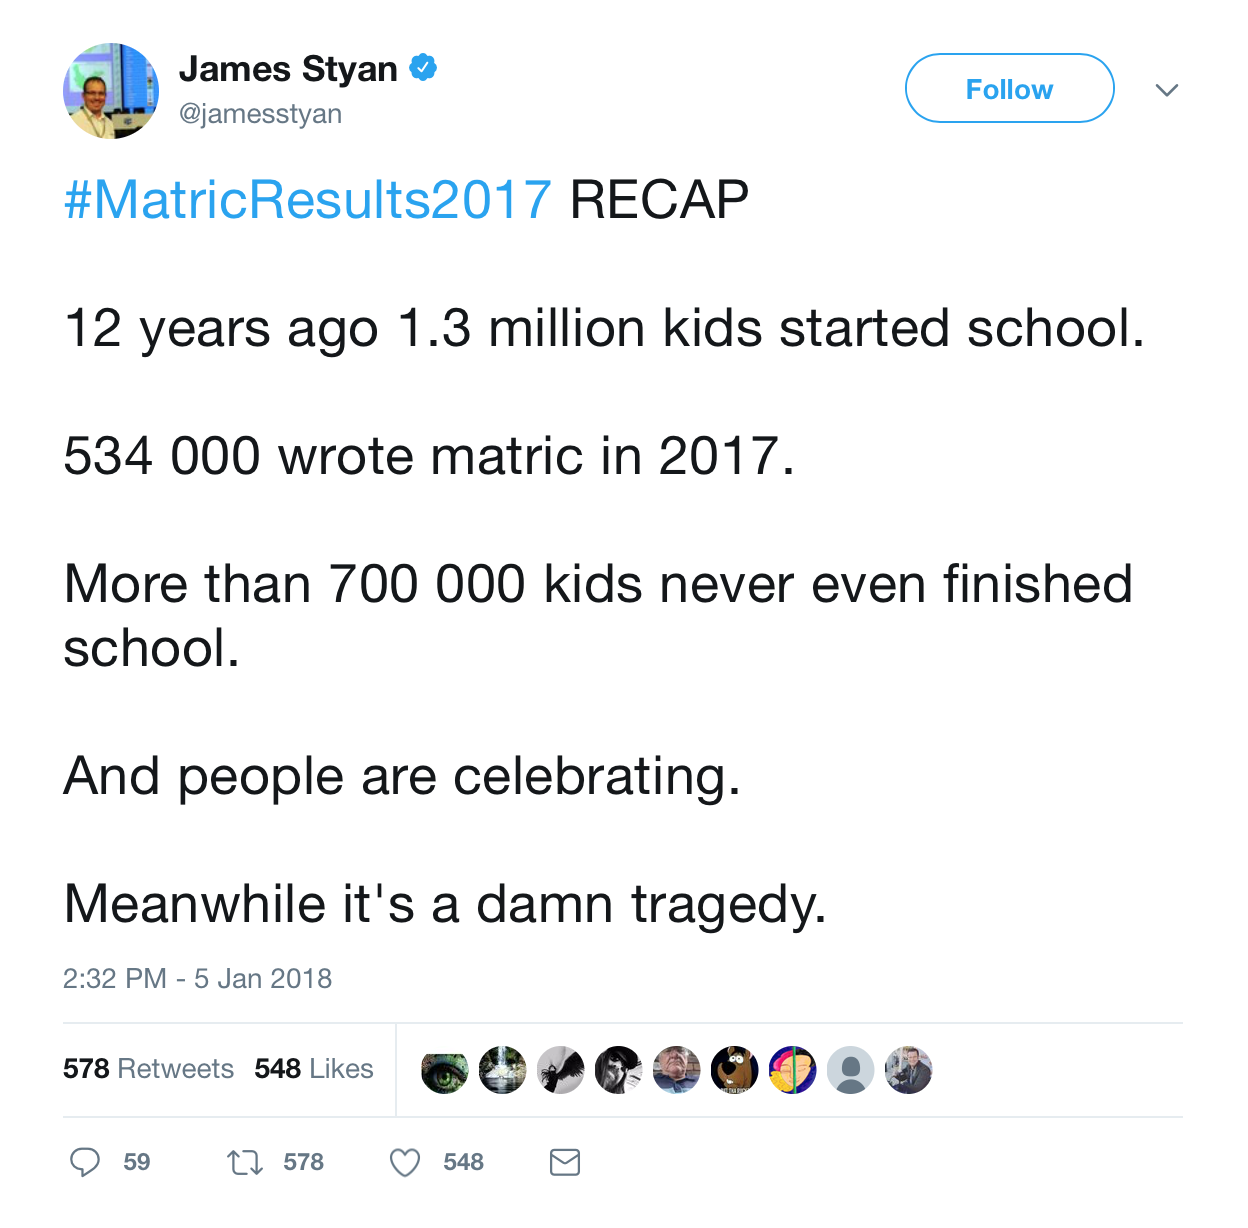 James Styan
@jamesstyan
Follow
#MatricResults2017 RECAP
12 years ago 1.3 million kids started school.
534 000 wrote matric in 2017.
More than 700 000 kids never even finished
school.
And people are celebrating.
Meanwhile it's a damn tragedy.
2:32 PM - 5 Jan 2018
578 Retweets 548 Likes
59 578 548